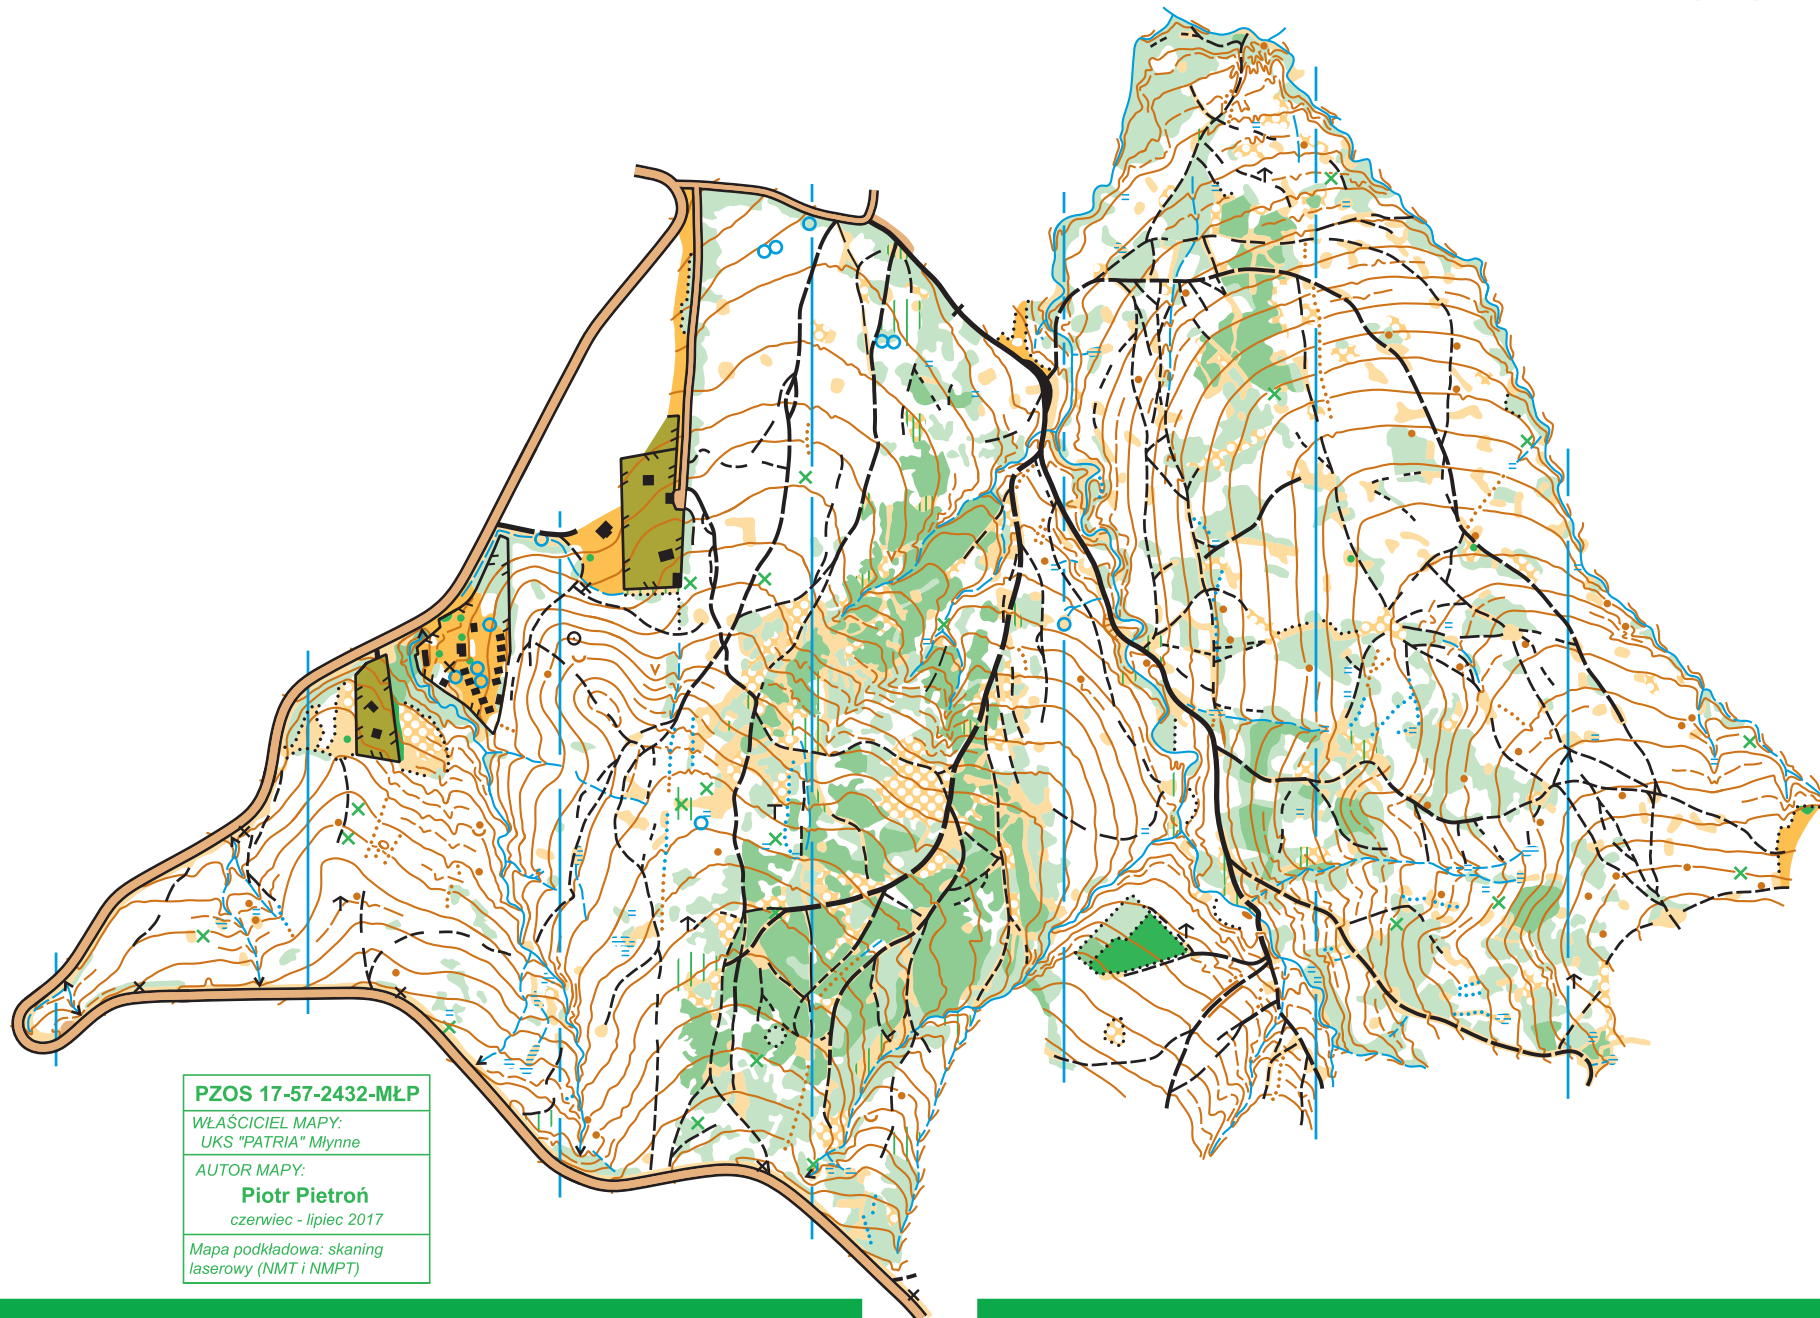 PZOS 17-57-2432-MŁP
WŁAŚCICIEL MAPY:
UKS "PATRIA" Młynne
AUTOR MAPY:
Piotr Pietroń
czerwiec - lipiec 2017
Mapa podkładowa: skaning
laserowy (NMT i NMPT)